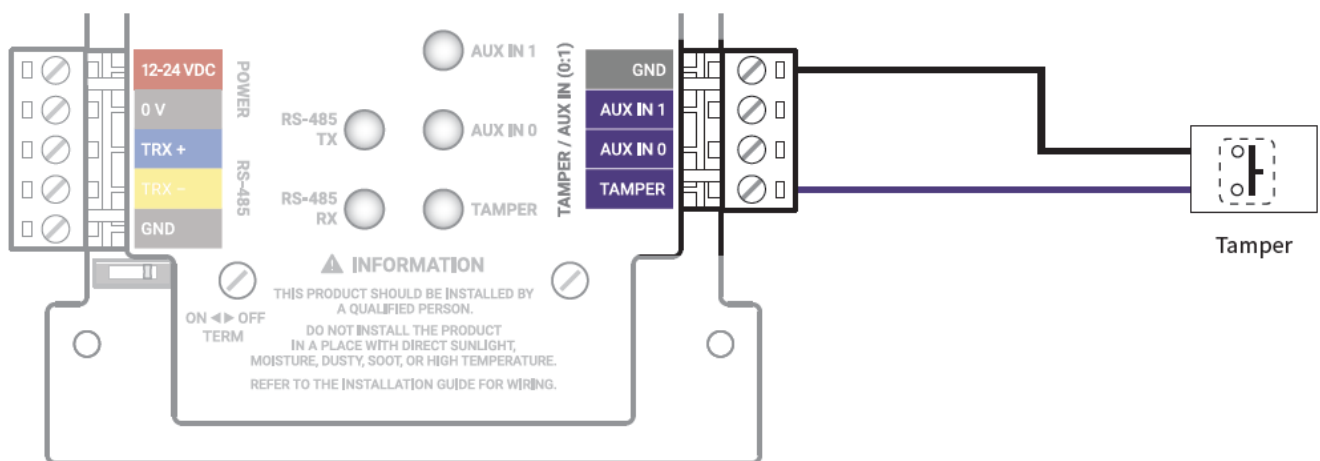 12-24 VDC
0 V
TRX +
TRX -
GND
POWER
RS-485
RS-485
TX
RS-485
RX
AUX IN 1
AUX IN 0
TAMPER
TAMPER / AUX IN (0:1)
GND
AUX IN 1
AUX IN 0
TAMPER
Tamper
ON ◀▶ OFF
TERM
⚠ INFORMATION
THIS PRODUCT SHOULD BE INSTALLED BY
A QUALIFIED PERSON.
DO NOT INSTALL THE PRODUCT
IN A PLACE WITH DIRECT SUNLIGHT,
MOISTURE, DUSTY, SOOT, OR HIGH TEMPERATURE.
REFER TO THE INSTALLATION GUIDE FOR WIRING.